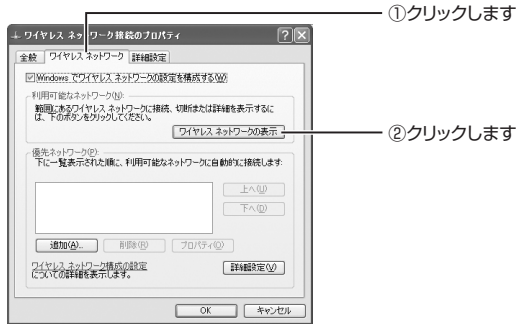 ①クリックします
ワイヤレス ネットワーク接続のプロパティ
全般 ワイヤレス ネットワーク 詳細設定
Windows でワイヤレス ネットワークの設定を構成する(W)
利用可能なネットワーク(N):
範囲にあるワイヤレス ネットワークに接続、切断または詳細を表示するに
は、下のボタンをクリックしてください。
ワイヤレス ネットワークの表示
②クリックします
優先ネットワーク(P):
下に一覧表示された順に、利用可能なネットワークに自動的に接続します:
上へ(U)
下へ(D)
追加(A)... 削除(R) プロパティ(O)
ワイヤレス ネットワーク構成の設定
についての詳細を表示します。
詳細設定(V)
OK キャンセル